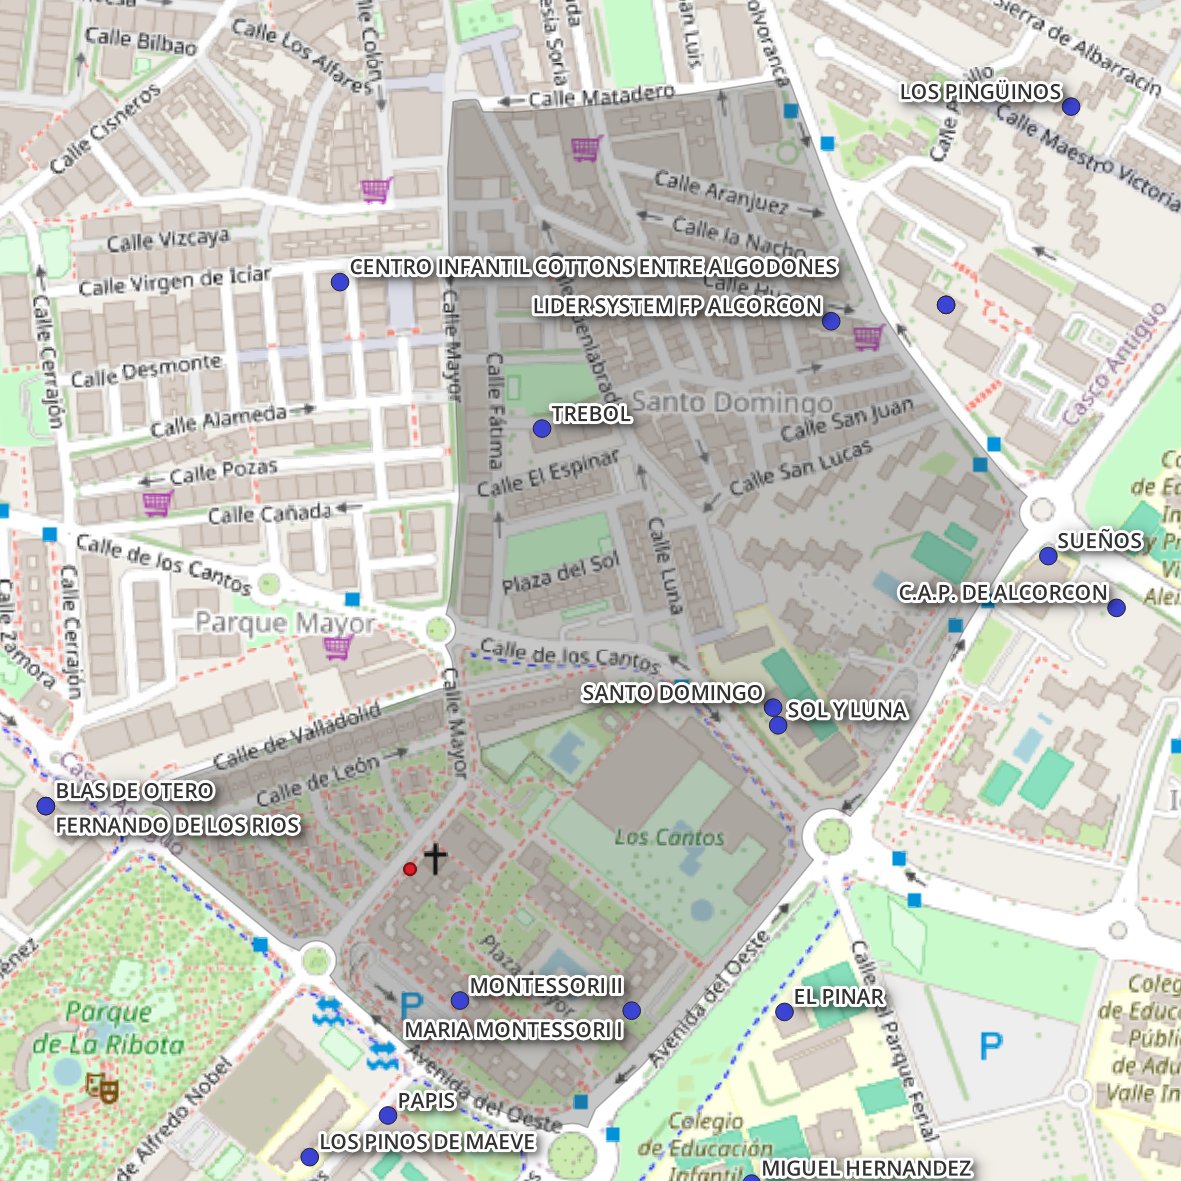 Calle Bilbao
Calle Los Alfares
Calle Colón
Calle Cisneros
Calle Matadero
Sierra de Albarracín
LOS PINGÜINOS
Calle Maestro Victoria
Calle Aranjuez
Calle la Nacho
Calle Vizcaya
Calle Virgen de Iciar
CENTRO INFANTIL COTTONS ENTRE ALGODONES
LIDER SYSTEM FP ALCORCON
Calle Cerrajón
Calle Mayor
Calle Desmonte
Calle Fátima
Casco Antiguo
Santo Domingo
TREBOL
Calle Alameda
Calle San Juan
Calle Pozas
Calle El Espinar
Calle San Lucas
Calle Cañada
Calle de los Cantos
Calle Luna
Plaza del Sol
SUEÑOS
C.A.P. DE ALCORCON
Calle Zamora
Calle Cerrajón
Parque Mayor
Calle de los Cantos
Calle Mayor
SANTO DOMINGO
SOL Y LUNA
Calle de Valladolid
Calle de León
BLAS DE OTERO
FERNANDO DE LOS RIOS
Los Cantos
Plaza Mayor
MONTESSORI II
MARIA MONTESSORI I
P
Avenida del Oeste
Calle del Parque Ferial
EL PINAR
P
Parque
de La Ribota
Avenida del Oeste
de Alfredo Nobel
PAPIS
LOS PINOS DE MAEVE
Colegio
de Educación
Infantil
MIGUEL HERNANDEZ